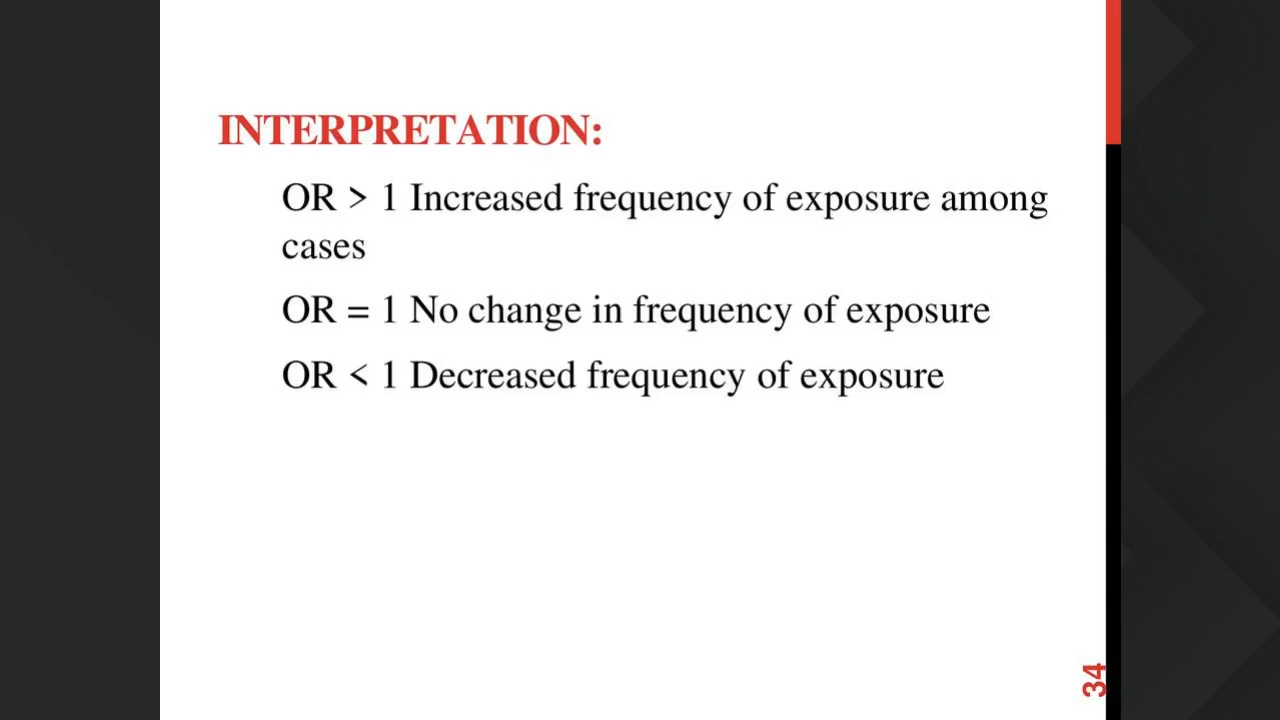 INTERPRETATION:
OR > 1 Increased frequency of exposure among
cases
OR = 1 No change in frequency of exposure
OR < 1 Decreased frequency of exposure
34